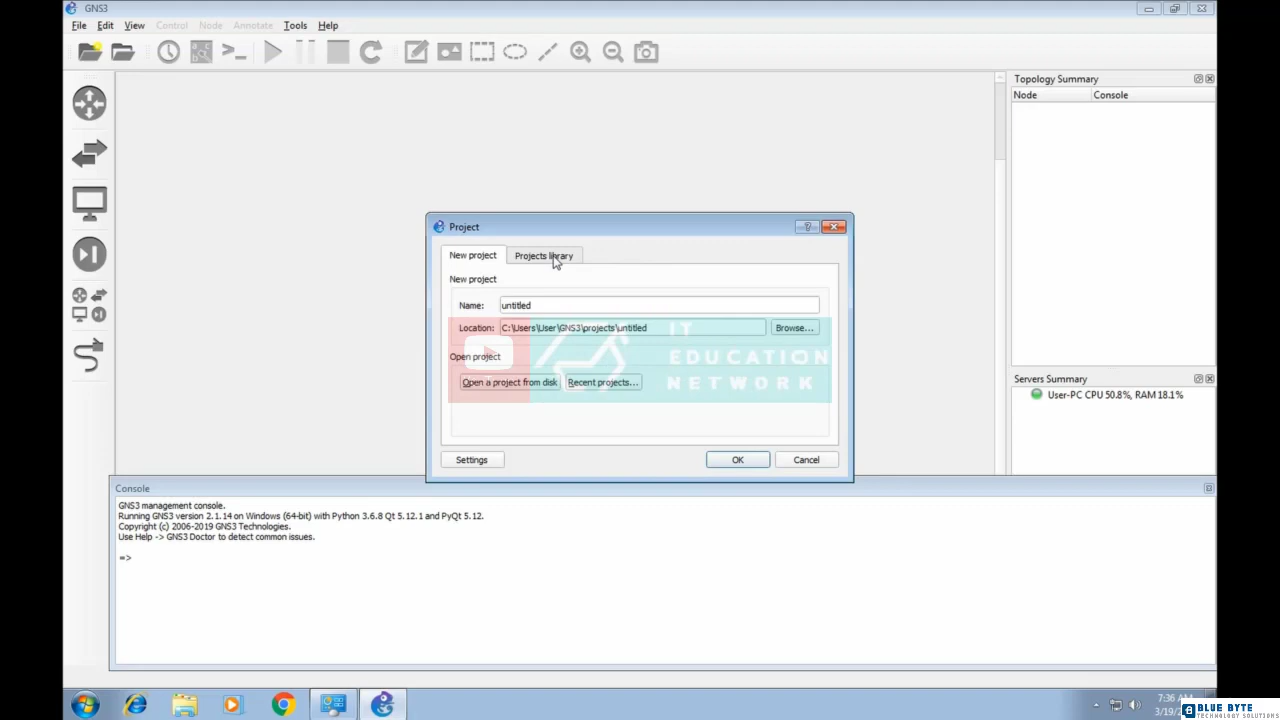 GNS3
File Edit View Control Node Annotate Tools Help
Topology Summary
Node Console
Project
New project Projects library
New project
Name: untitled
Location: C:\Users\User\GNS3\projects\untitled Browse...
Open project
Open a project from disk Recent projects...
IT
EDUCATION
NETWORK
Settings OK Cancel
Servers Summary
User-PC CPU 50.8%, RAM 18.1%
Console
GNS3 management console.
Running GNS3 version 2.1.14 on Windows (64-bit) with Python 3.6.8 Qt 5.12.1 and PyQt 5.12.
Copyright (c) 2006-2019 GNS3 Technologies.
Use Help -> GNS3 Doctor to detect common issues.
=>
7:36 AM
BLUE BYTE
TECHNOLOGY SOLUTIONS